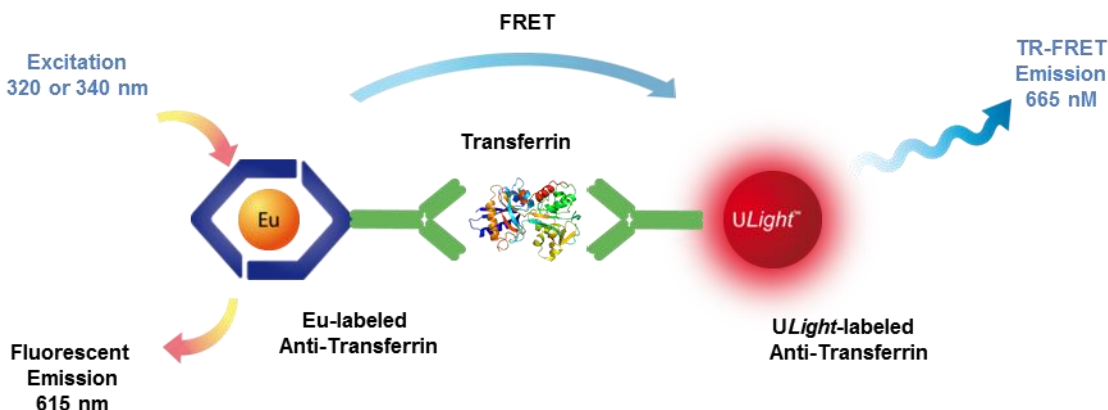 FRET
Excitation
320 or 340 nm
TR-FRET
Emission
665 nM
Transferrin
Eu
ULight™
Eu-labeled
Anti-Transferrin
ULight-labeled
Anti-Transferrin
Fluorescent
Emission
615 nm